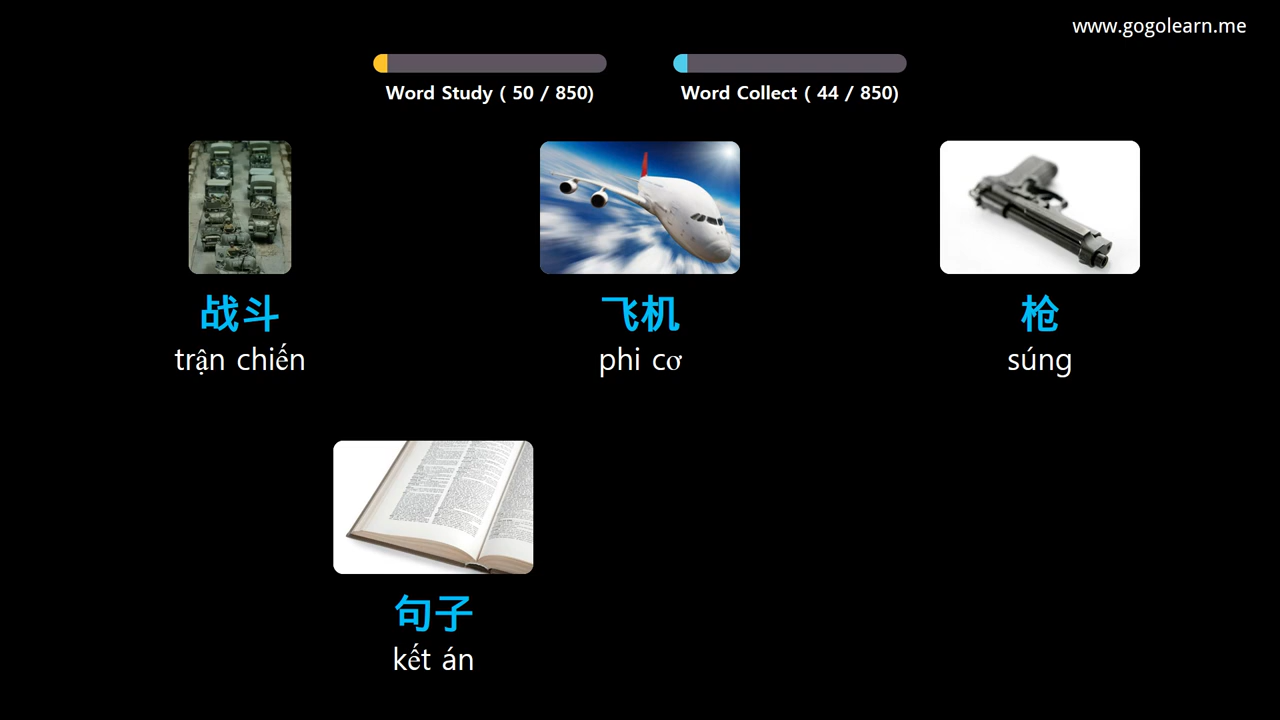 www.gogolearn.me
Word Study ( 50 / 850)
Word Collect ( 44 / 850)
战斗
trận chiến
飞机
phi cơ
枪
súng
句子
kết án